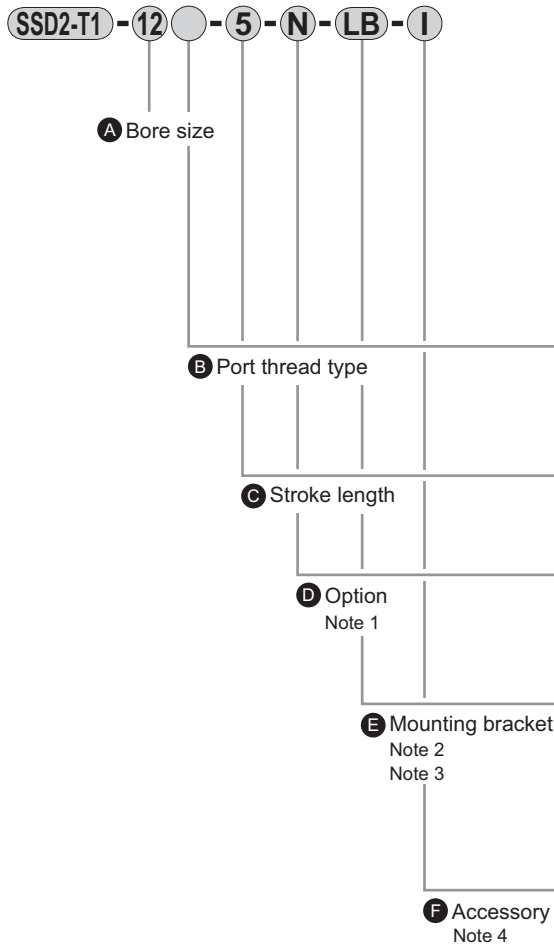 SSD2-T1 - 12 - 5 - N - LB - I
A Bore size
B Port thread type
C Stroke length
D Option
Note 1
E Mounting bracket
Note 2
Note 3
F Accessory
Note 4